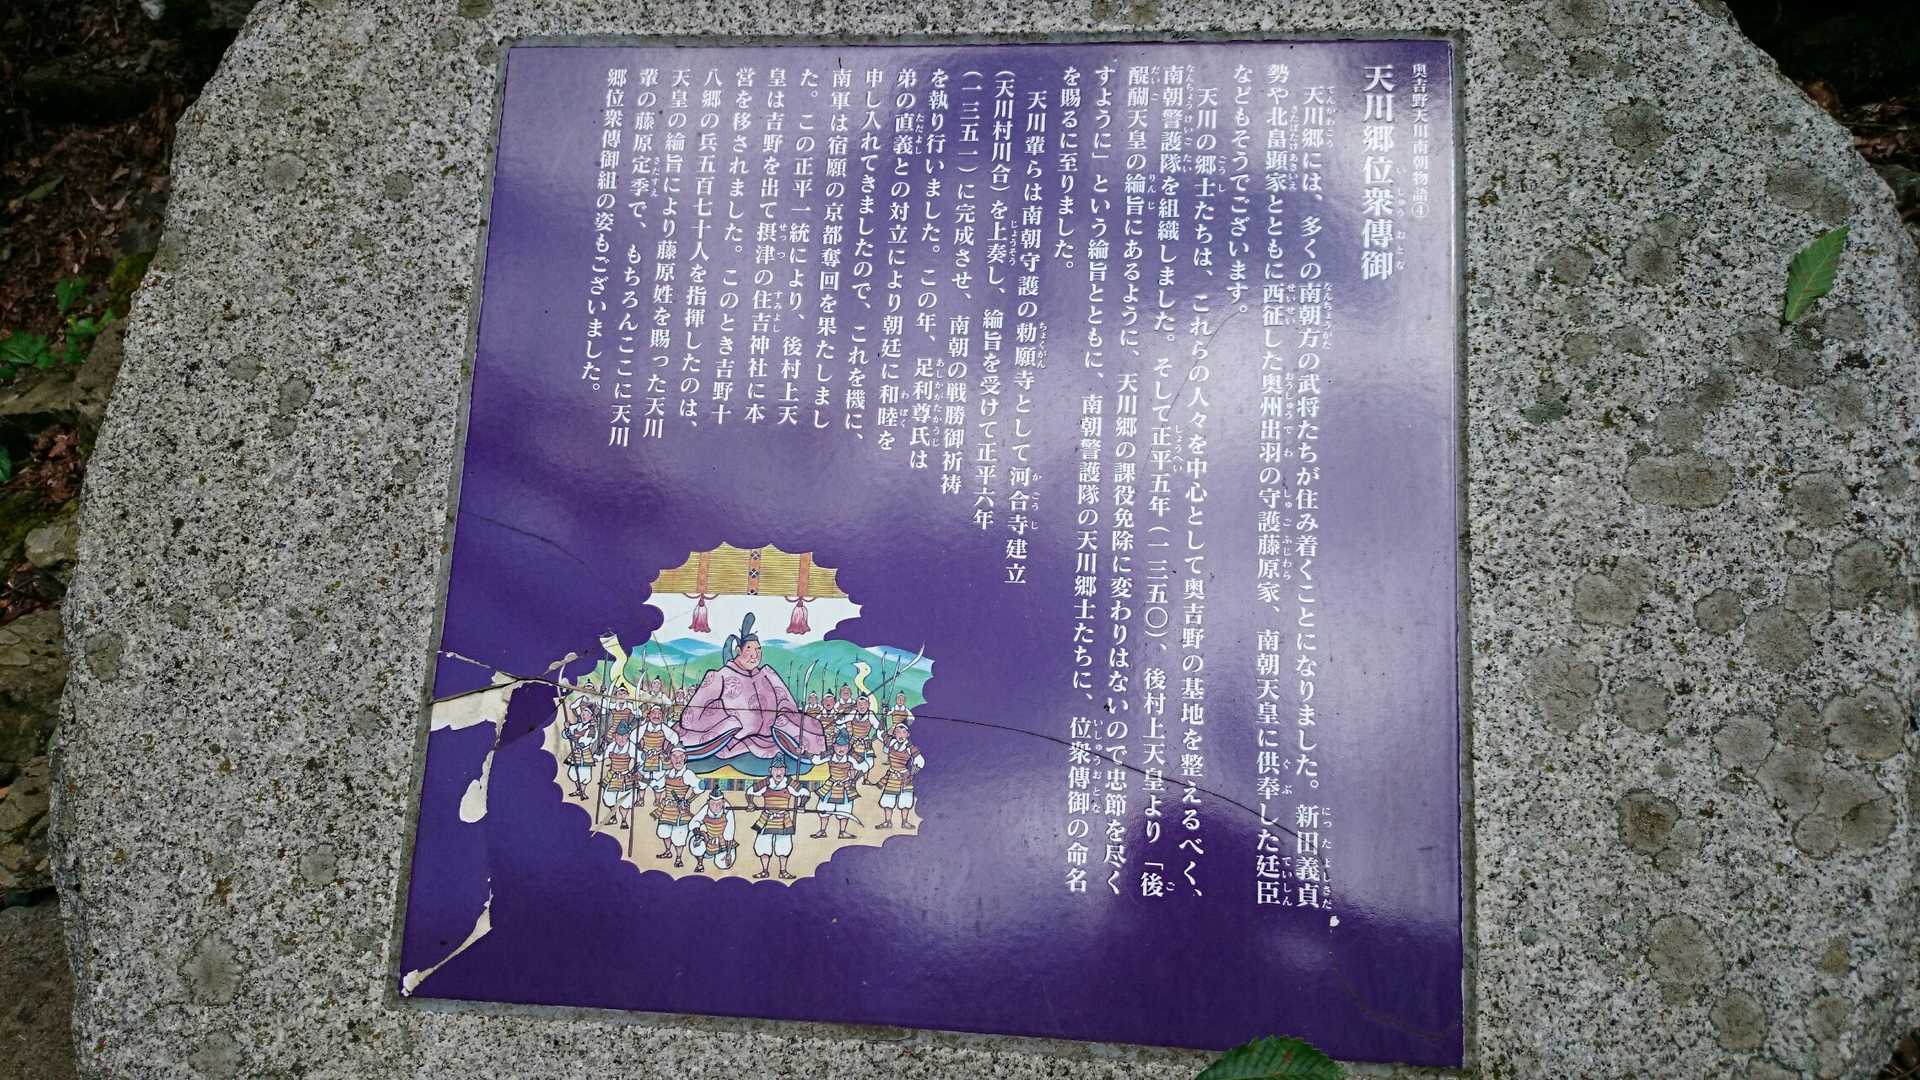 奥吉野天川南朝物語④
天川郷位衆傳御
天川郷には、多くの南朝方の武将たちが住み着くことになりました。新田義貞
勢や北畠顕家とともに西征した奥州出羽の守護藤原家、南朝天皇に供奉した廷臣
などもそうでございます。
天川の郷士たちは、これらの人々を中心として奥吉野の基地を整えるべく、
南朝警護隊を組織しました。そして正平五年(一三五〇)、後村上天皇より「後
醍醐天皇の綸旨にあるように、天川郷の課役免除に変わりはないので忠節を尽く
すように」という綸旨とともに、南朝警護隊の天川郷士たちに、位衆傳御の命名
を賜るに至りました。
天川輩らは南朝守護の勅願寺として河合寺建立
(天川村川合)を上奏し、綸旨を受けて正平六年
(一三五一)に完成させ、南朝の戦勝御祈祷
を執り行いました。この年、足利尊氏は
弟の直義との対立により朝廷に和睦を
申し入れてきましたので、これを機に、
南軍は宿願の京都奪回を果たしまし
た。この正平一統により、後村上天
皇は吉野を出て摂津の住吉神社に本
営を移されました。このとき吉野十
八郷の兵五百七十人を指揮したのは、
天皇の綸旨により藤原姓を賜った天川
輩の藤原定季で、もちろんここに天川
郷位衆傳御組の姿もございました。